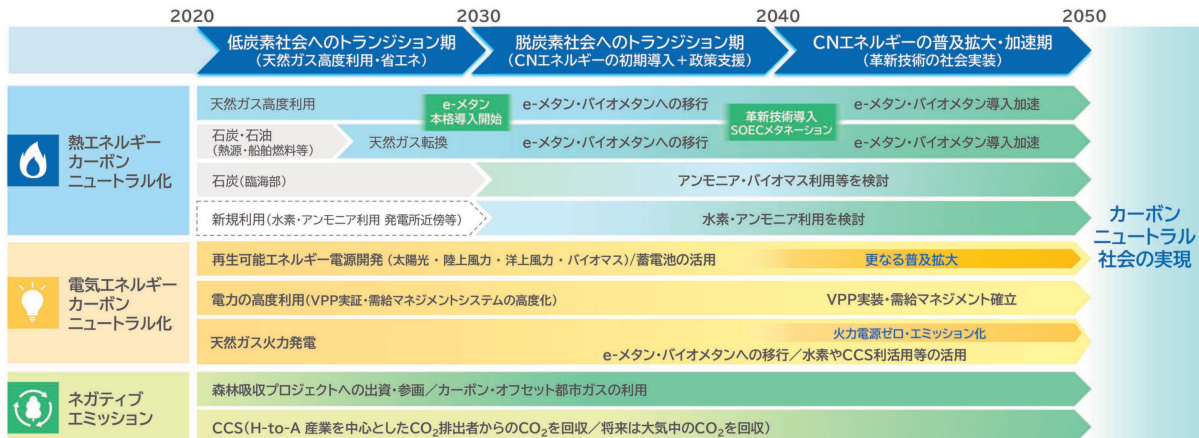 2020
2030
2040
2050
低炭素社会へのトランジション期
(天然ガス高度利用・省エネ)
脱炭素社会へのトランジション期
(CNエネルギーの初期導入+政策支援)
CNエネルギーの普及拡大・加速期
(革新技術の社会実装)
熱エネルギー
カーボン
ニュートラル化
天然ガス高度利用
e-メタン
本格導入開始
e-メタン・バイオメタンへの移行
革新技術導入
SOECメタネーション
e-メタン・バイオメタン導入加速
石炭・石油
(熱源・船舶燃料等)
天然ガス転換
e-メタン・バイオメタンへの移行
e-メタン・バイオメタン導入加速
石炭(臨海部)
アンモニア・バイオマス利用等を検討
新規利用(水素・アンモニア利用 発電所近傍等)
水素・アンモニア利用を検討
電気エネルギー
カーボン
ニュートラル化
再生可能エネルギー電源開発(太陽光・陸上風力・洋上風力・バイオマス)/蓄電池の活用
更なる普及拡大
電力の高度利用(VPP実証・需給マネジメントシステムの高度化)
VPP実装・需給マネジメント確立
天然ガス火力発電
火力電源ゼロ・エミッション化
e-メタン・バイオメタンへの移行/水素やCCS利活用等の活用
ネガティブ
エミッション
森林吸収プロジェクトへの出資・参画/カーボン・オフセット都市ガスの利用
CCS(H-to-A 産業を中心としたCO₂排出者からのCO₂を回収/将来は大気中のCO₂を回収)
カーボン
ニュートラル
社会の実現